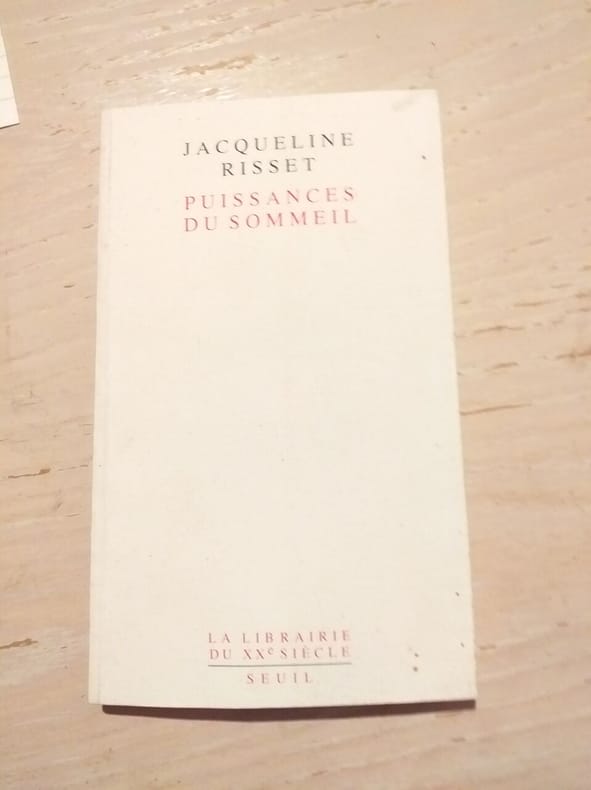 JACQUELINE
RISSET
PUISSANCES
DU SOMMEIL
LA LIBRAIRIE
DU XXe SIÈCLE
SEUIL